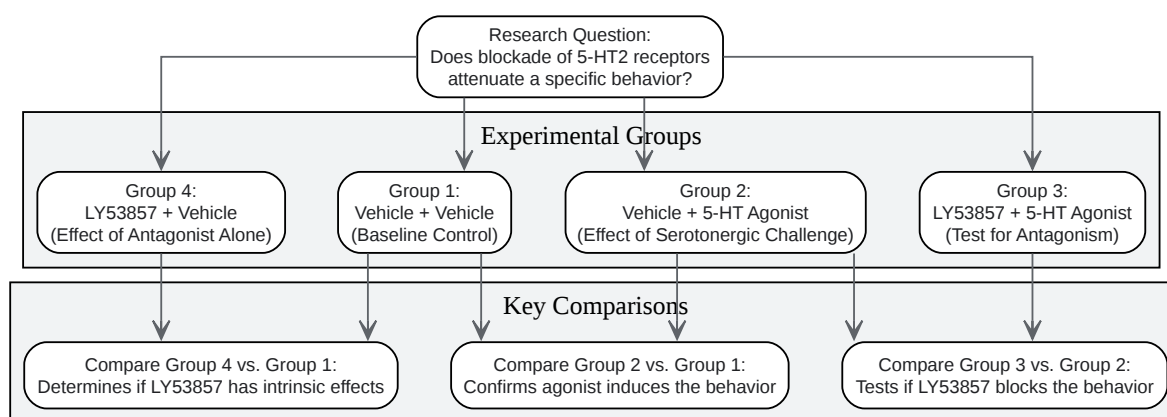 Research Question:
Does blockade of 5-HT2 receptors
attenuate a specific behavior?
Experimental Groups
Group 4:
LY53857 + Vehicle
(Effect of Antagonist Alone)
Group 1:
Vehicle + Vehicle
(Baseline Control)
Group 2:
Vehicle + 5-HT Agonist
(Effect of Serotonergic Challenge)
Group 3:
LY53857 + 5-HT Agonist
(Test for Antagonism)
Key Comparisons
Compare Group 4 vs. Group 1:
Determines if LY53857 has intrinsic effects
Compare Group 2 vs. Group 1:
Confirms agonist induces the behavior
Compare Group 3 vs. Group 2:
Tests if LY53857 blocks the behavior